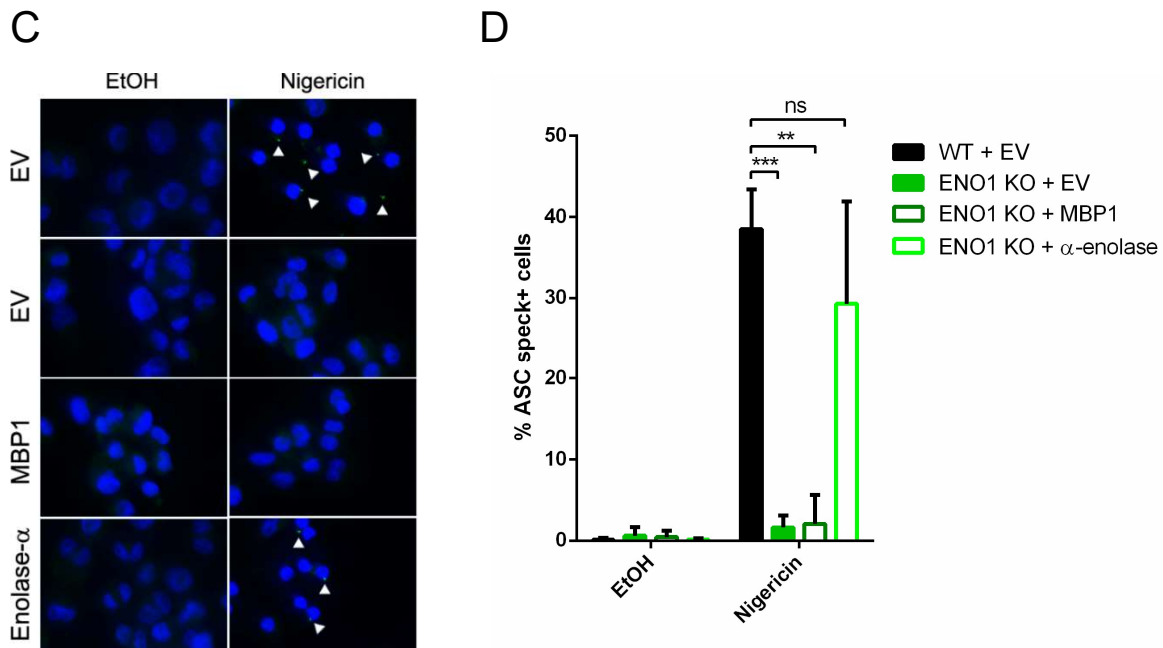 C
EtOH
Nigericin
EV
EV
MBP1
Enolase-α
D
ns
**
***
50
40
30
20
10
0
% ASC speck+ cells
EtOH
Nigericin
WT + EV
ENO1 KO + EV
ENO1 KO + MBP1
ENO1 KO + α-enolase